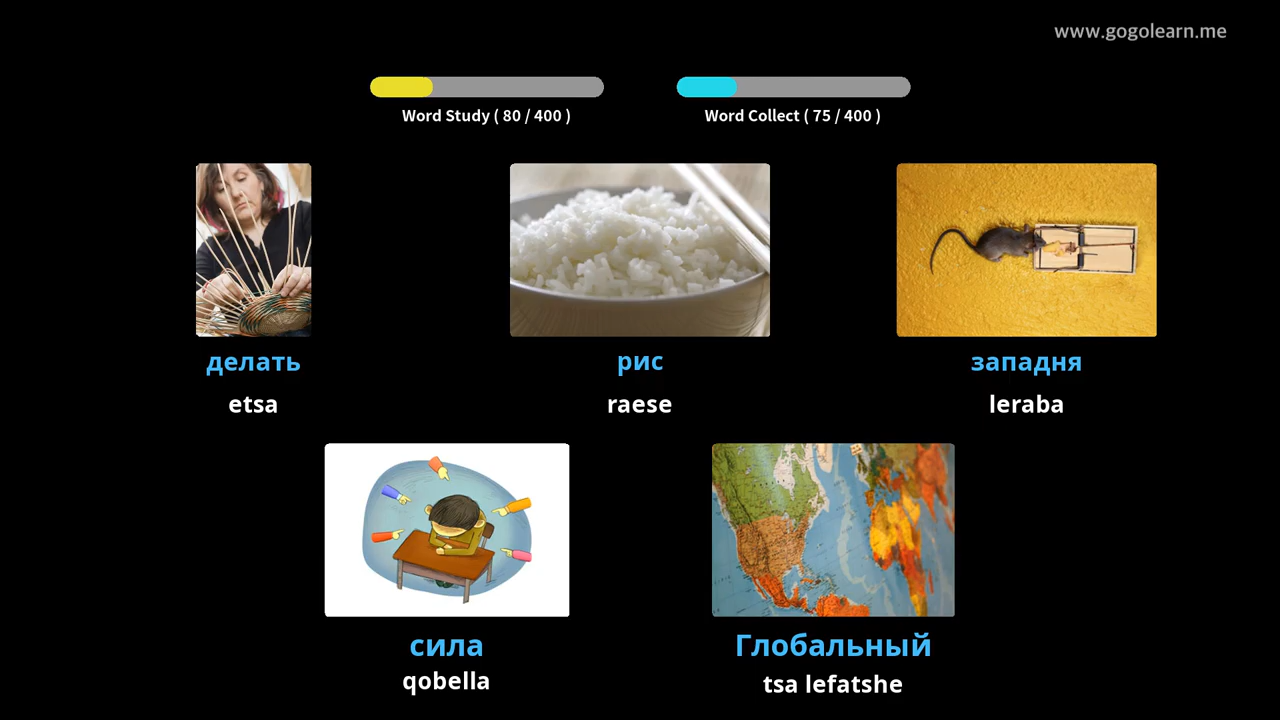 www.gogolearn.me
Word Study ( 80 / 400 )
Word Collect ( 75 / 400 )
делать
рис
западня
etsa
raese
leraba
сила
Глобальный
qobella
tsa lefatshe